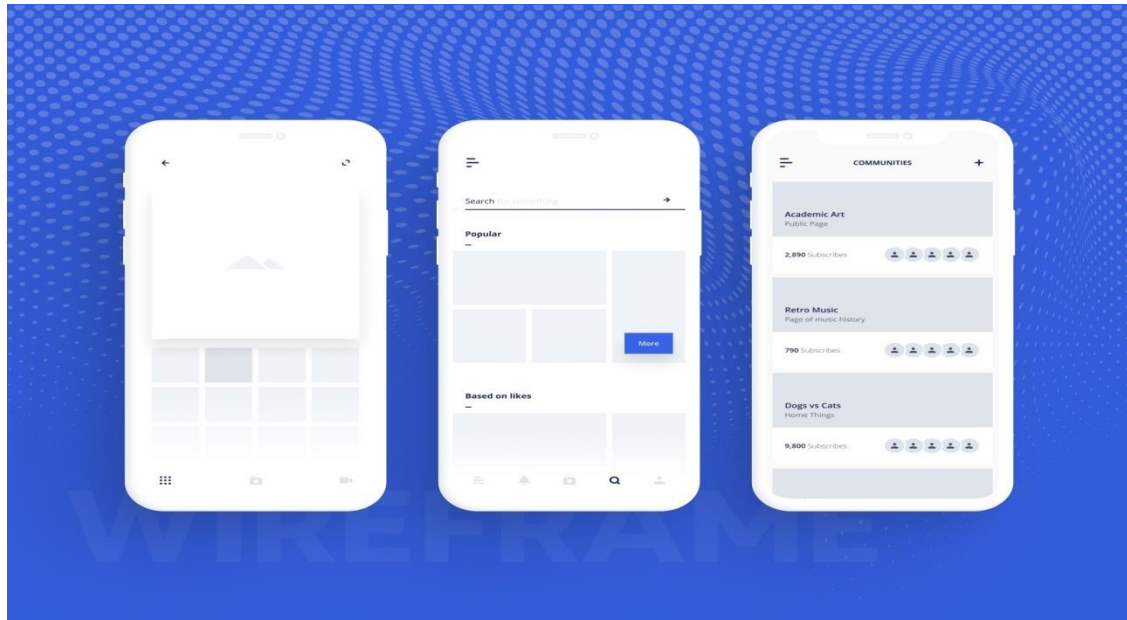 Search for something
Popular
More
Based on likes
COMMUNITIES
Academic Art
Public Page
2,890 Subscribes
Retro Music
Page of music history
790 Subscribes
Dogs vs Cats
Home Things
9,800 Subscribes
WIREFRAME